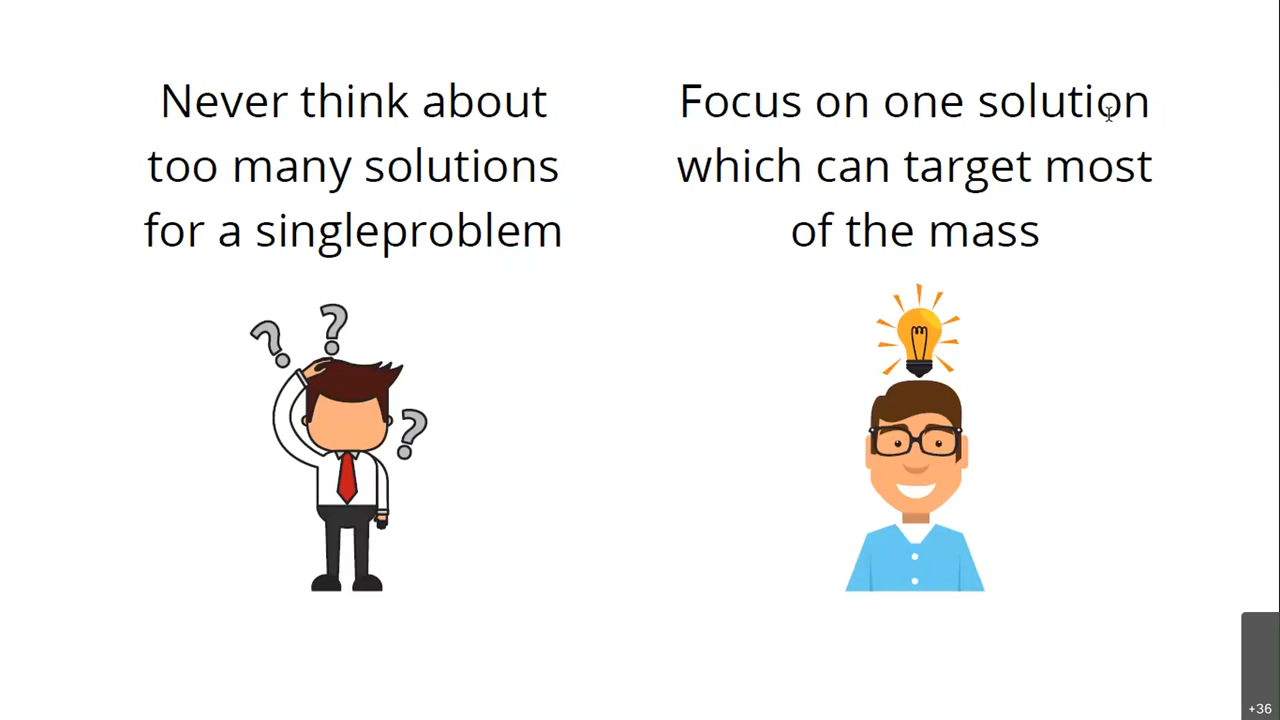 Never think about
too many solutions
for a singleproblem
Focus on one solution
which can target most
of the mass
? ? ?
+36